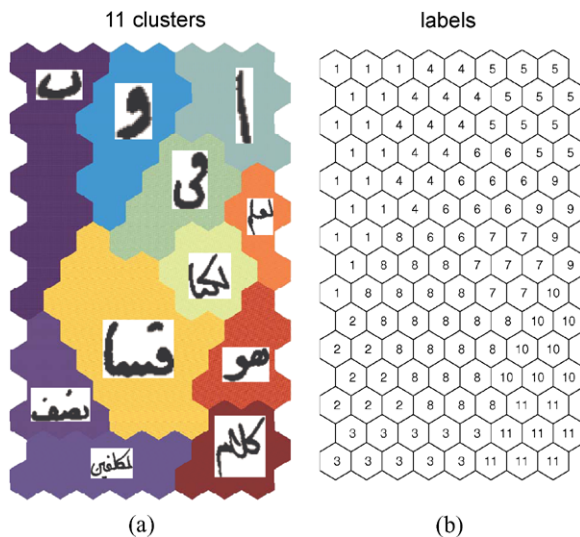 11 clusters
ا
و
هو
نصف
كلام
(a)
labels
1 1 1 4 4 5 5 5
1 1 4 4 4 5 5 5
1 1 4 4 4 5 5 5
1 1 4 4 6 6 5 5
1 1 4 4 6 6 6 9
1 1 4 6 6 6 9 9
1 1 8 6 6 7 7 9
1 8 8 8 7 7 7 9
1 8 8 8 8 7 7 10
2 8 8 8 8 8 10 10
2 2 8 8 8 8 10 10
2 2 8 8 8 10 10 10
2 2 2 8 8 8 11 11
3 3 3 3 3 11 11 11
3 3 3 3 3 11 11 11
(b)